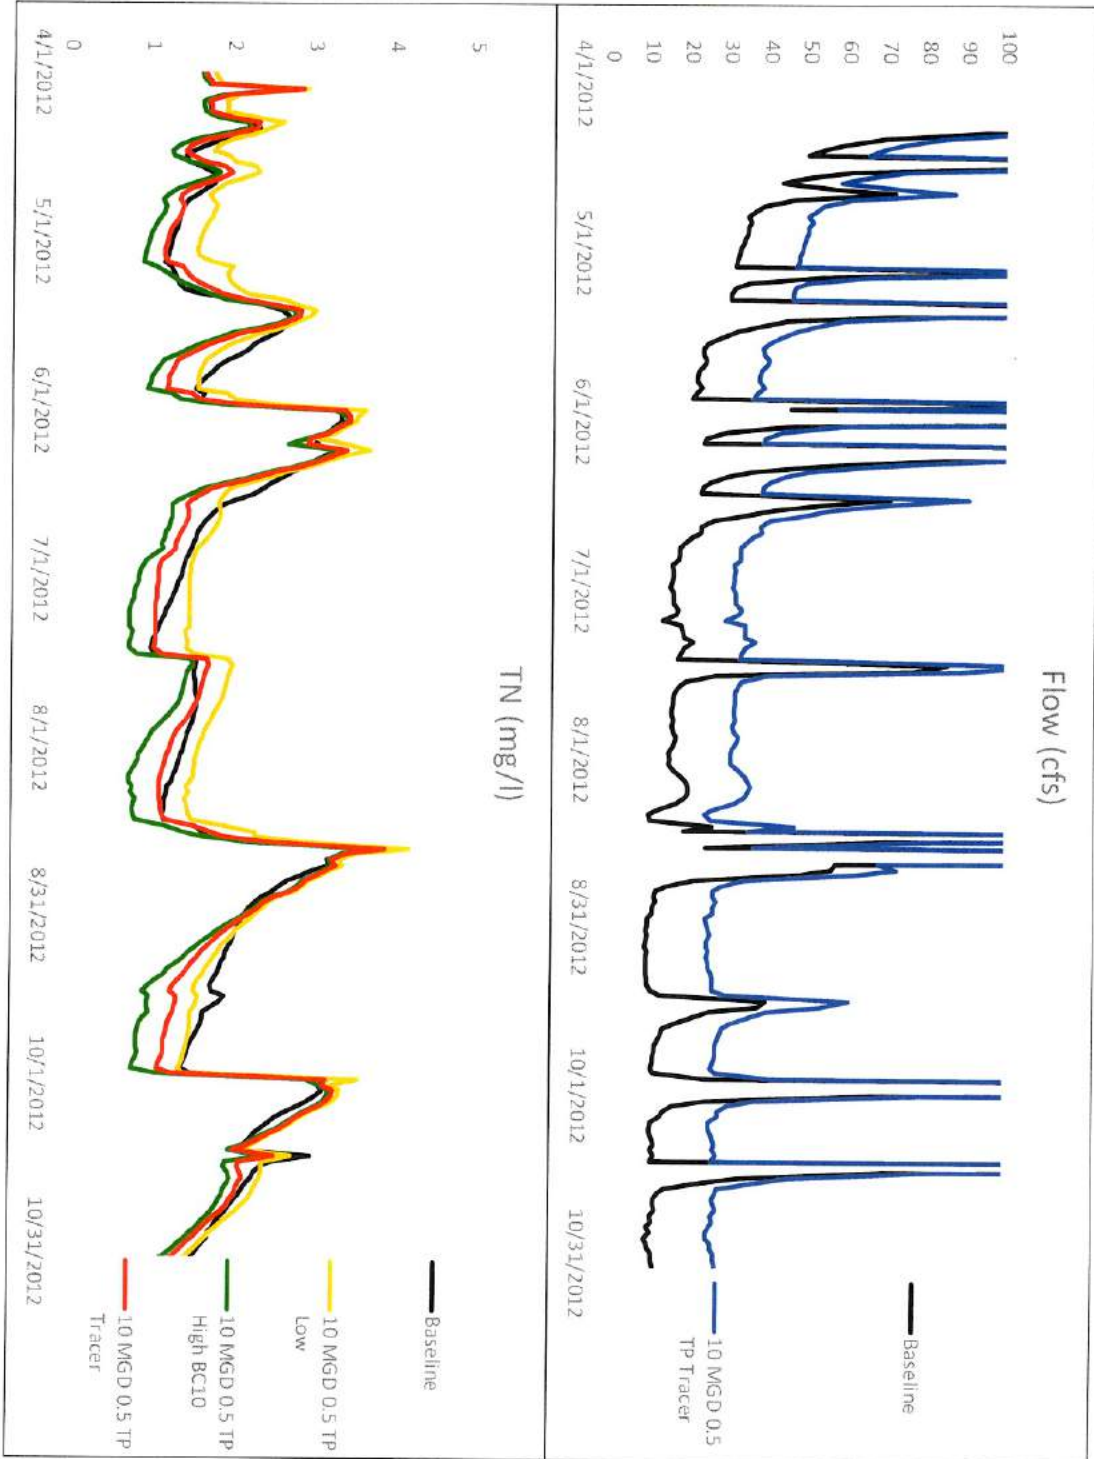 Flow (cfs)
100
90
80
70
60
50
40
30
20
10
0
4/1/2012
5/1/2012
6/1/2012
7/1/2012
8/1/2012
8/31/2012
10/1/2012
10/31/2012
Baseline
10 MGD 0.5
TP Tracer
TN (mg/l)
5
4
3
2
1
0
4/1/2012
5/1/2012
6/1/2012
7/1/2012
8/1/2012
8/31/2012
10/1/2012
10/31/2012
Baseline
10 MGD 0.5 TP
Low
10 MGD 0.5 TP
High BC10
10 MGD 0.5 TP
Tracer